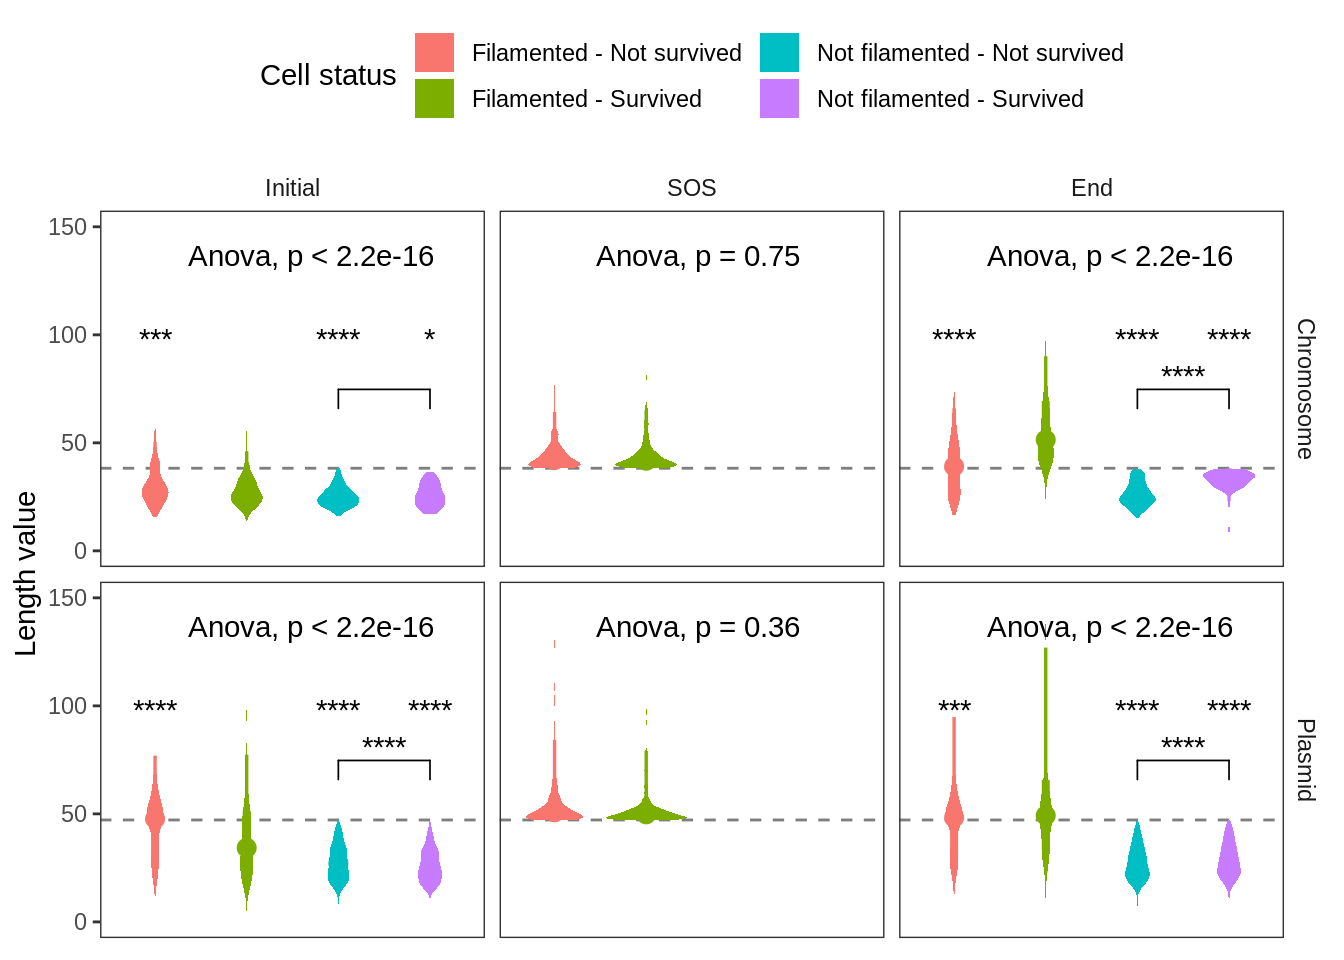 Cell status
Filamented - Not survived
Filamented - Survived
Not filamented - Not survived
Not filamented - Survived
Initial
SOS
End
Length value
150
100
50
0
Anova, p < 2.2e-16
***
****
*
Anova, p = 0.75
Anova, p < 2.2e-16
****
****
****
****
Chromosome
150
100
50
0
Anova, p < 2.2e-16
****
****
****
****
Anova, p = 0.36
Anova, p < 2.2e-16
***
****
****
****
Plasmid